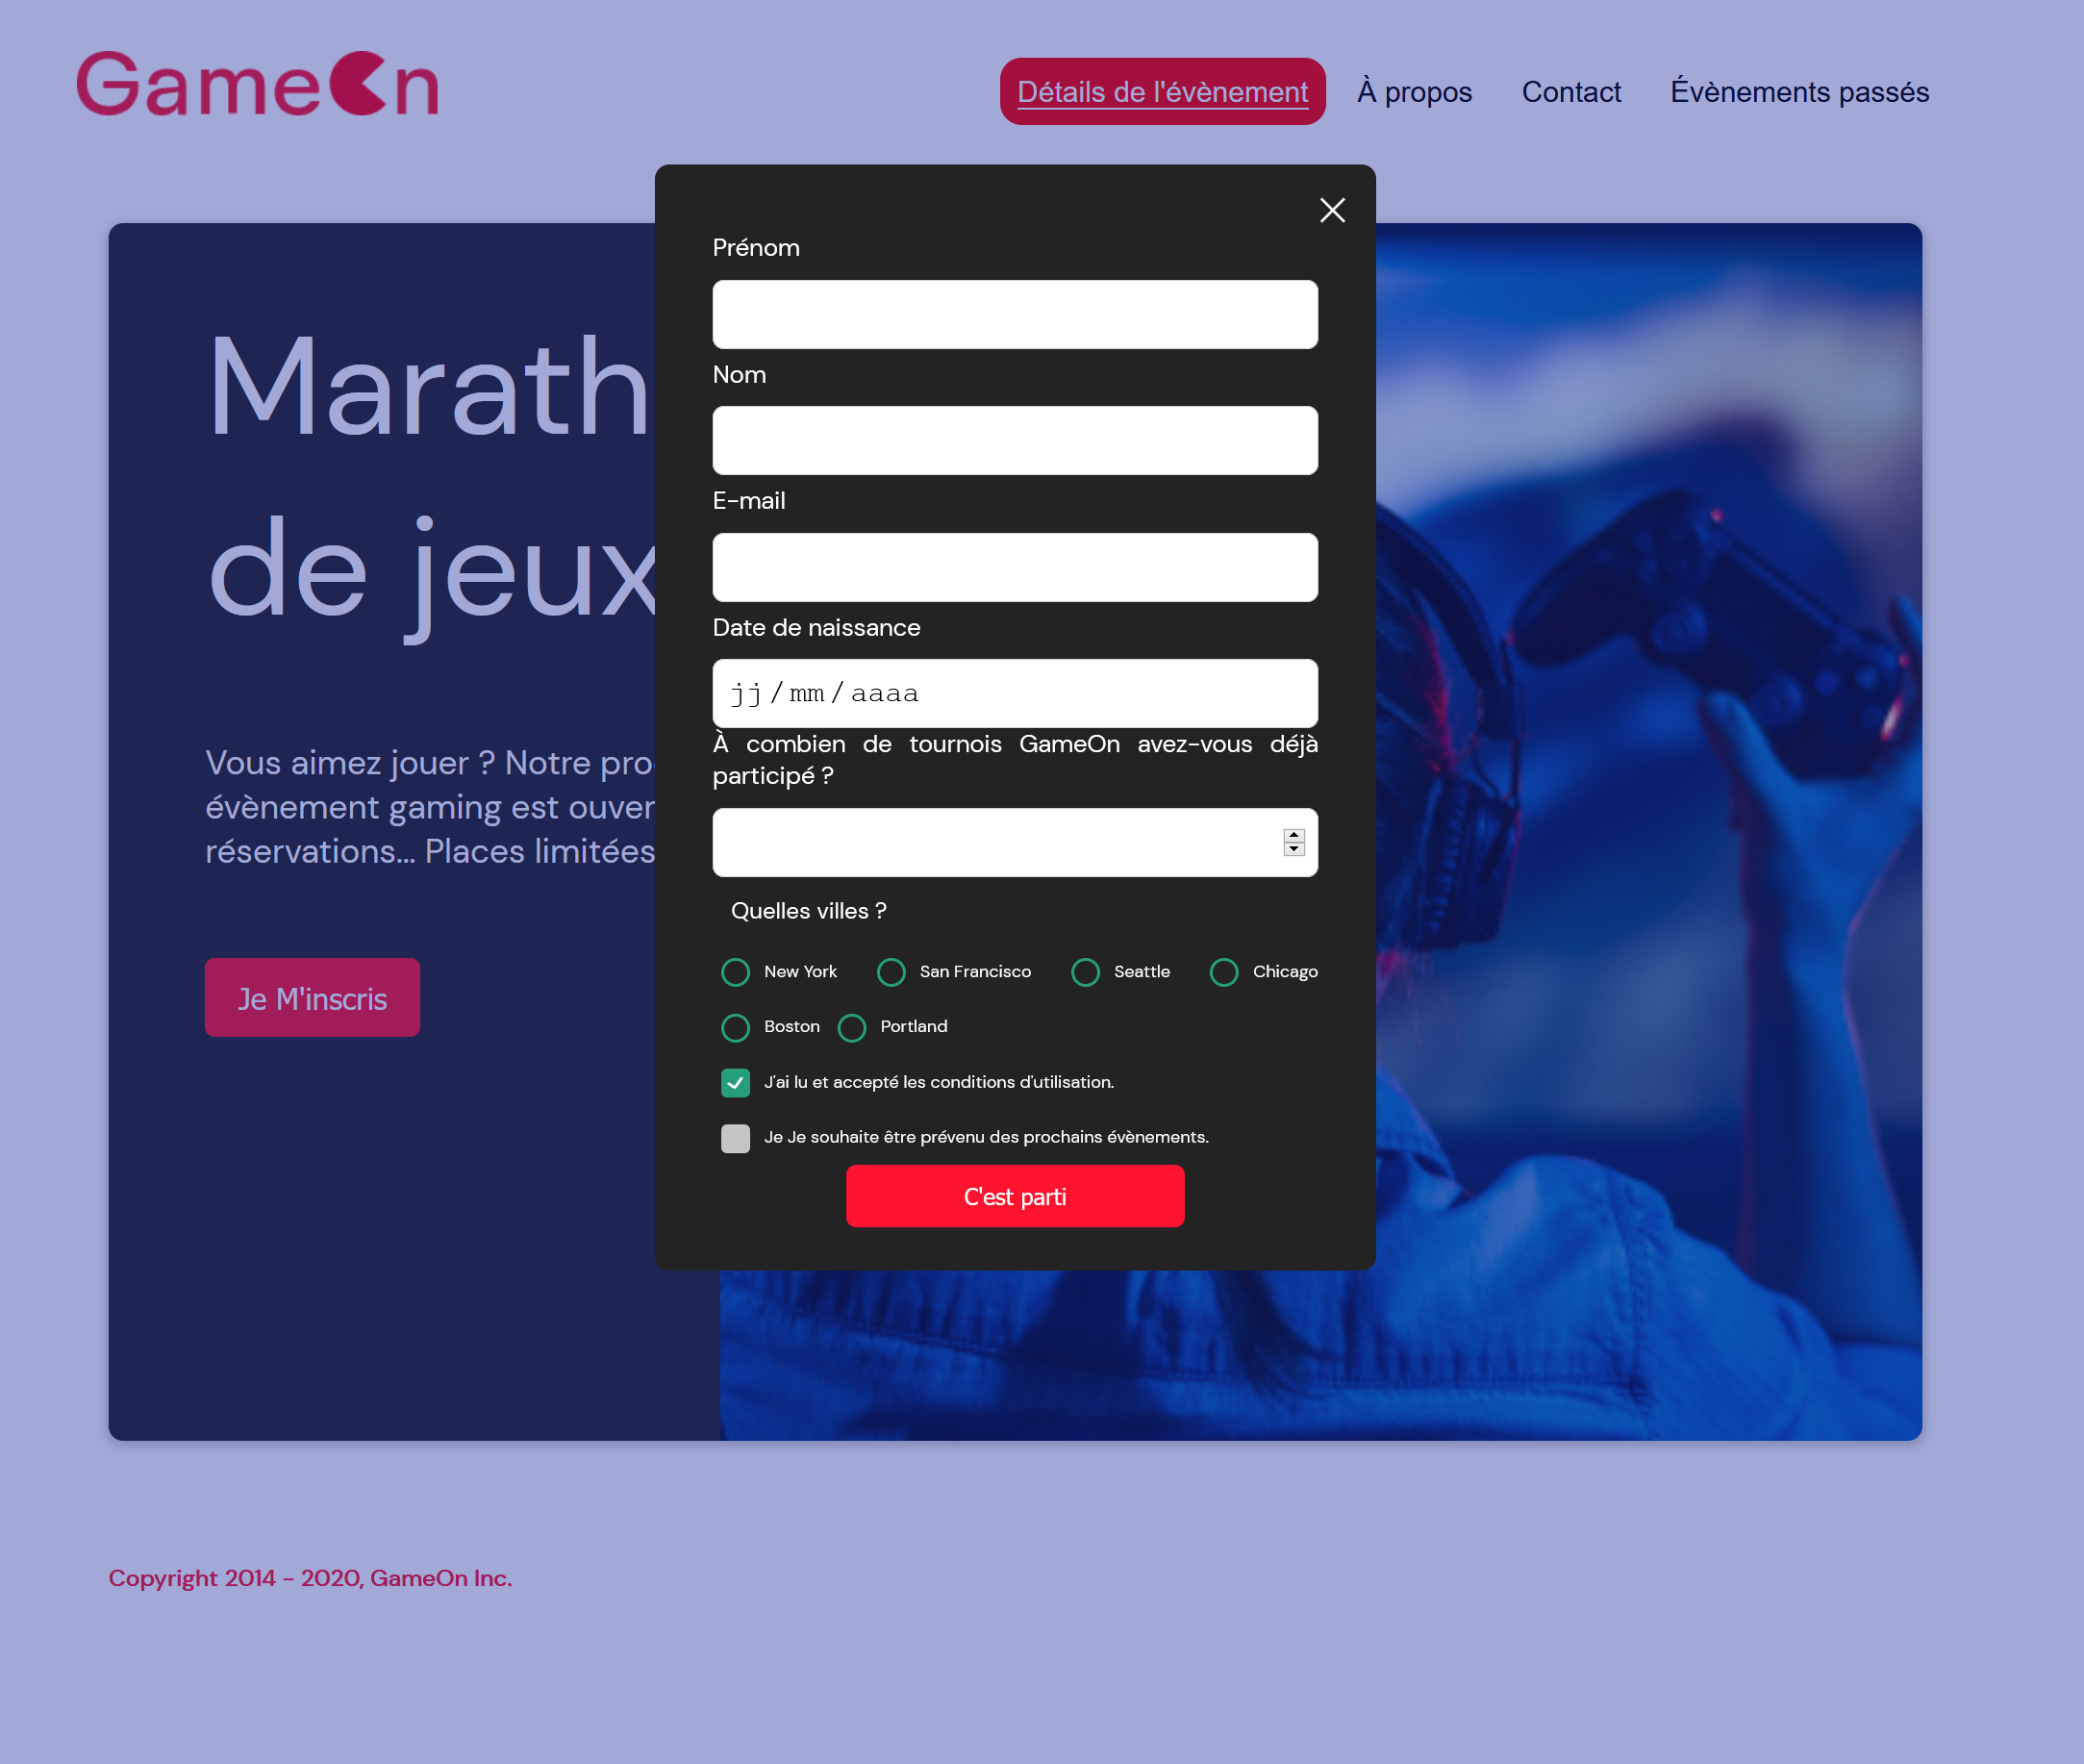 GameOn
Détails de l'évènement
À propos
Contact
Évènements passés
Marath
de jeux
Vous aimez jouer ? Notre pro
évènement gaming est ouver
réservations... Places limitées
Je M'inscris
Prénom
Nom
E-mail
Date de naissance
jj / mm / aaaa
À combien de tournois GameOn avez-vous déjà
participé ?
Quelles villes ?
New York
San Francisco
Seattle
Chicago
Boston
Portland
J'ai lu et accepté les conditions d'utilisation.
Je Je souhaite être prévenu des prochains évènements.
C'est parti
Copyright 2014 - 2020, GameOn Inc.